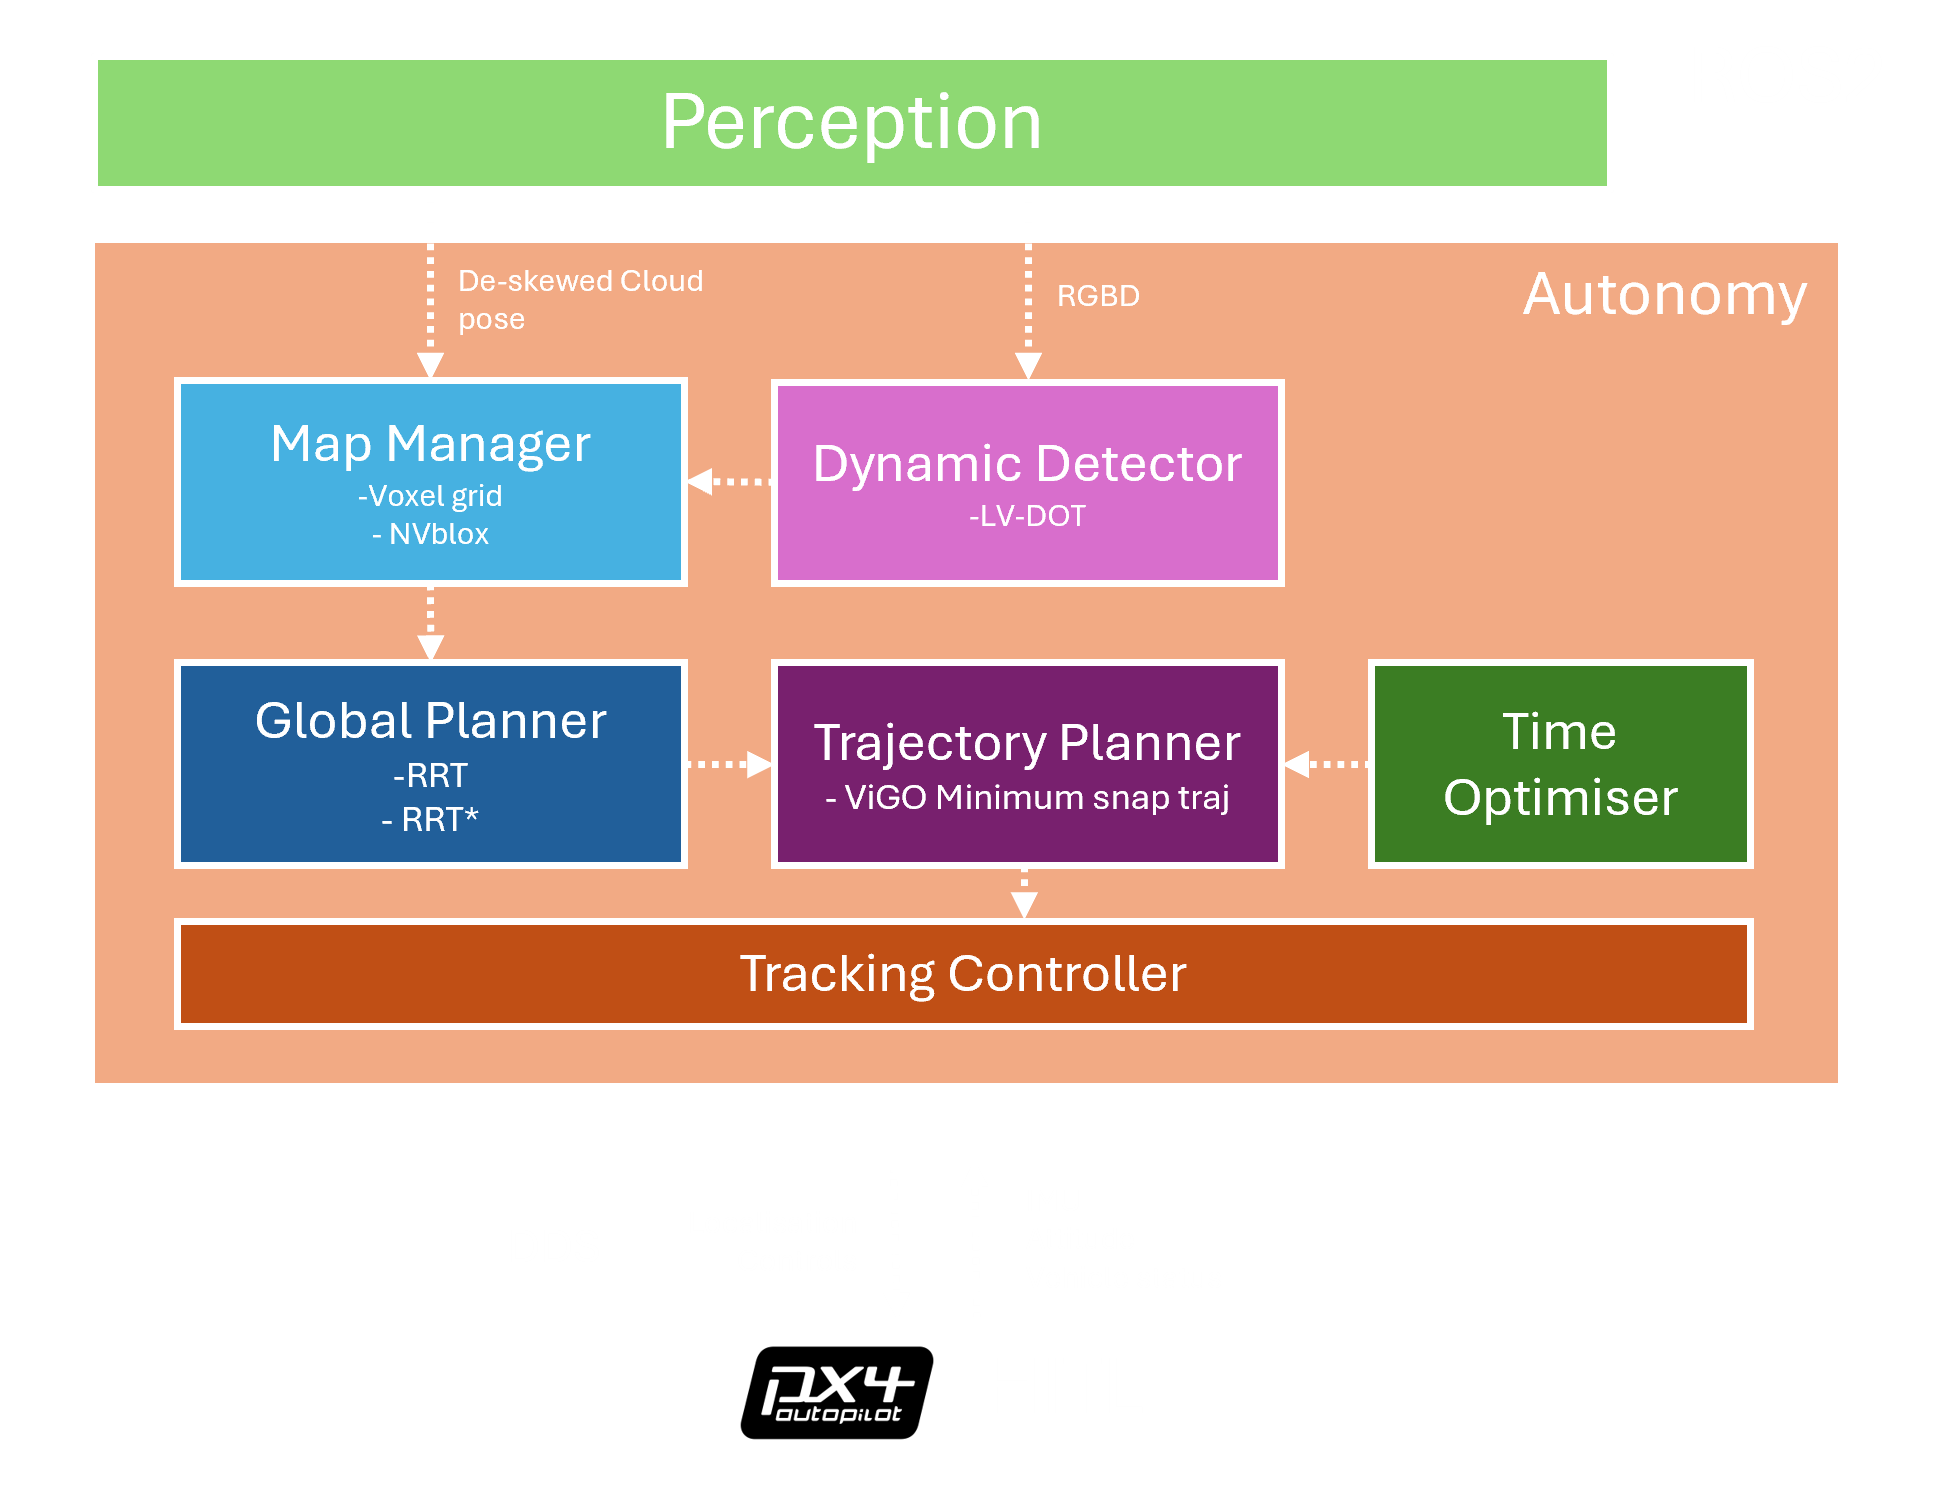 Perception
De-skewed Cloud
pose
RGBD
Autonomy
Map Manager
-Voxel grid
- NVblox
Dynamic Detector
-LV-DOT
Global Planner
-RRT
- RRT*
Trajectory Planner
- ViGO Minimum snap traj
Time
Optimiser
Tracking Controller
px4
autopilot